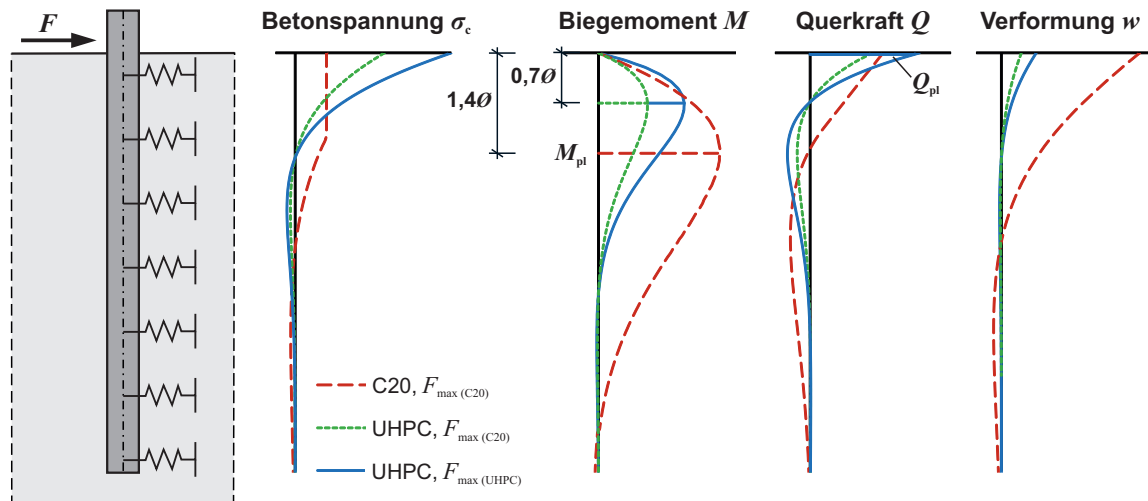 F
Betonspannung σc
Biegemoment M
Querkraft Q
Verformung w
1,4Ø
0,7Ø
Mpl
Qpl
C20, Fmax (C20)
UHPC, Fmax (C20)
UHPC, Fmax (UHPC)